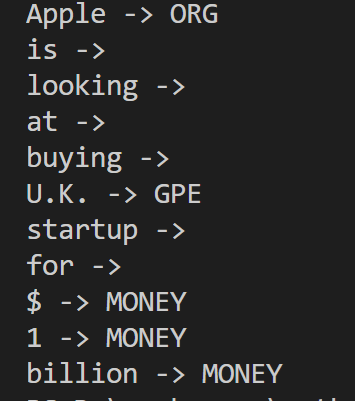 Apple -> ORG
is ->
looking ->
at ->
buying ->
U.K. -> GPE
startup ->
for ->
$ -> MONEY
1 -> MONEY
billion -> MONEY